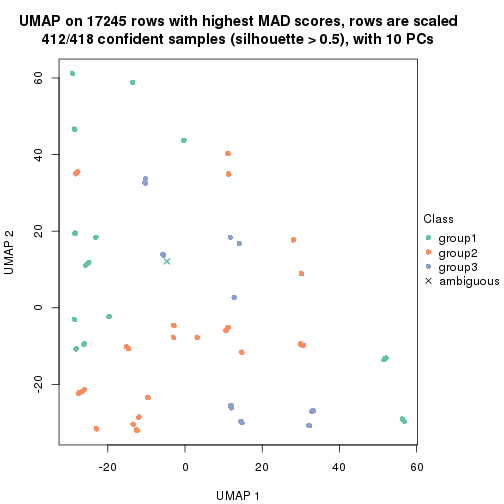 UMAP on 17245 rows with highest MAD scores, rows are scaled
412/418 confident samples (silhouette > 0.5), with 10 PCs
60
40
20
0
-20
UMAP 2
-20
0
20
40
60
UMAP 1
Class
group1
group2
group3
ambiguous